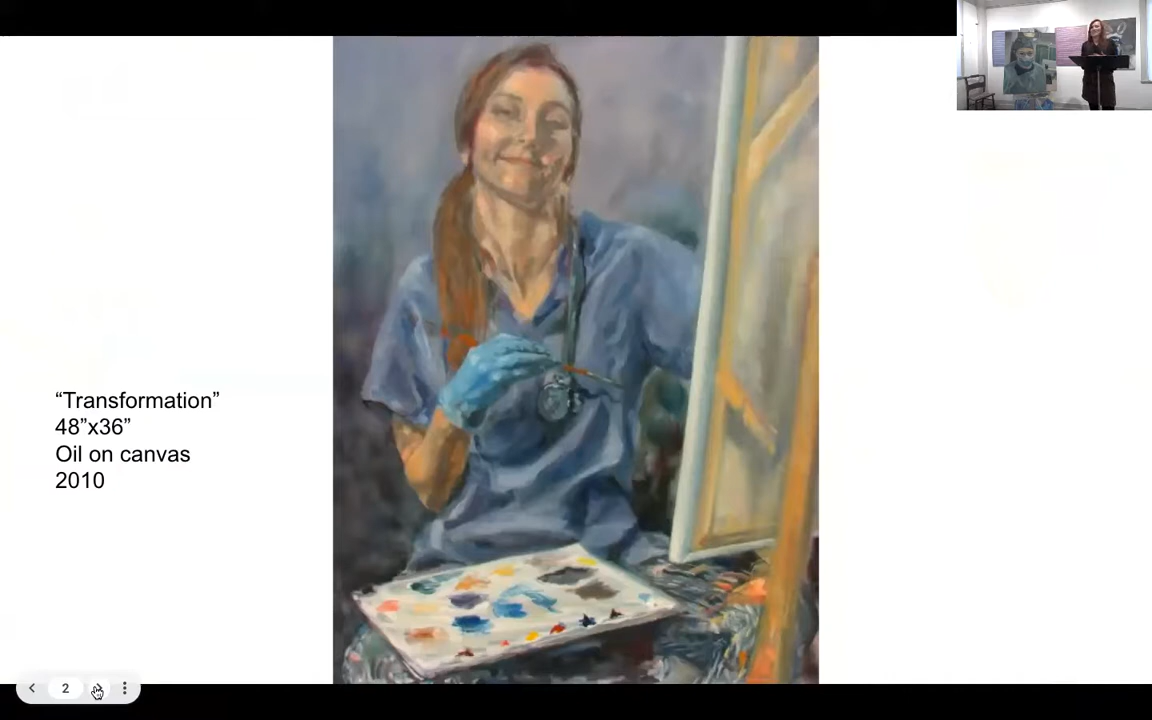 “Transformation”
48”x36”
Oil on canvas
2010
2